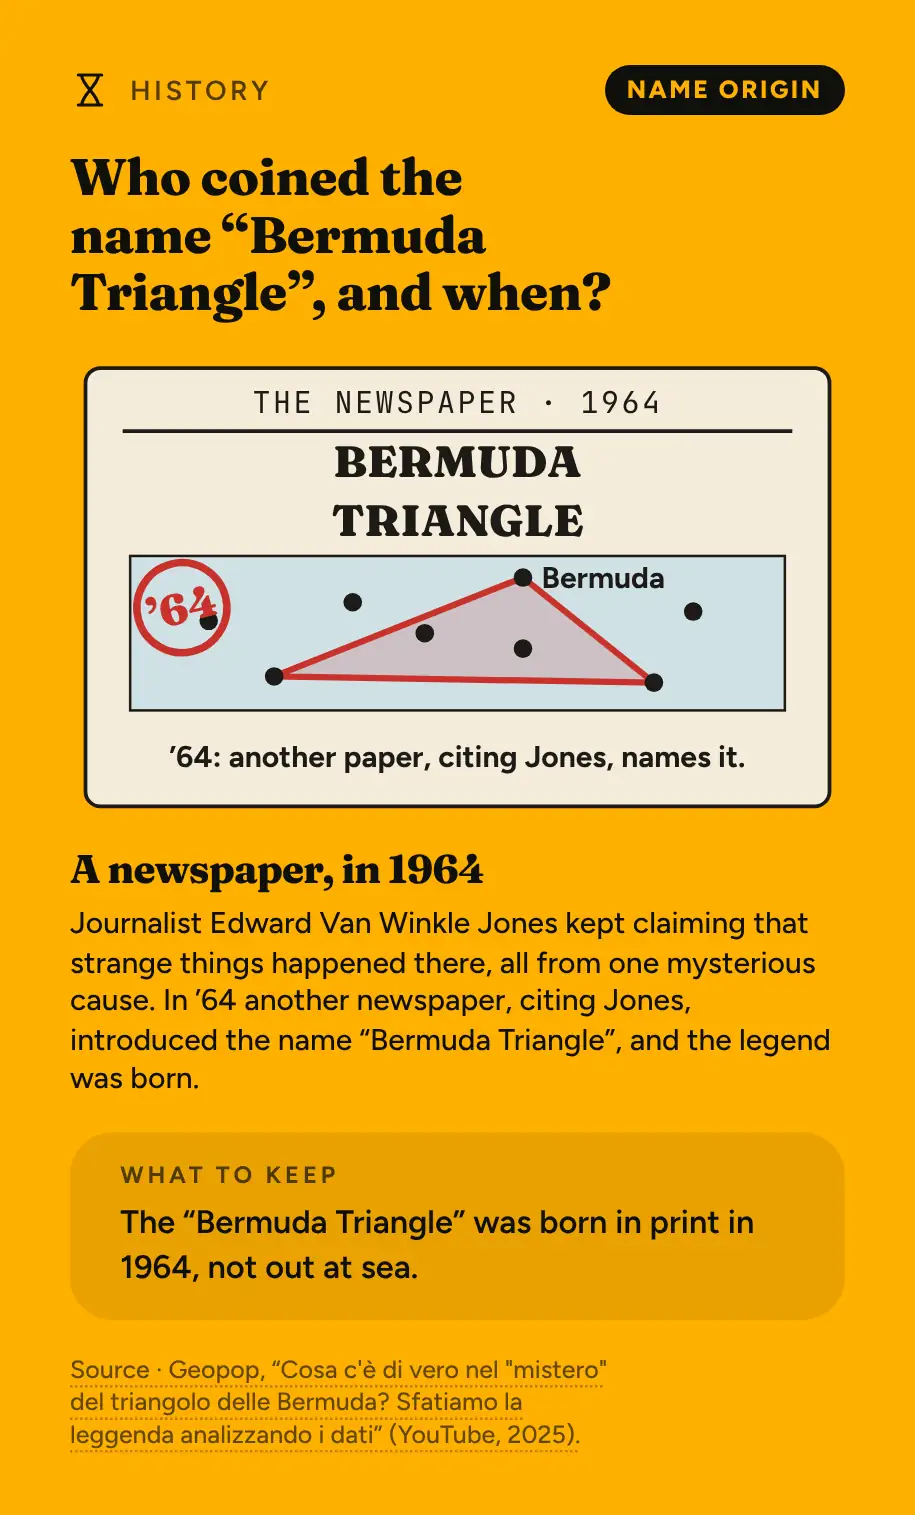 HISTORY
NAME ORIGIN
Who coined the
name “Bermuda
Triangle”, and when?
THE NEWSPAPER · 1964
BERMUDA
TRIANGLE
’64
Bermuda
’64: another paper, citing Jones, names it.
A newspaper, in 1964
Journalist Edward Van Winkle Jones kept claiming that
strange things happened there, all from one mysterious
cause. In ’64 another newspaper, citing Jones,
introduced the name “Bermuda Triangle”, and the legend
was born.
WHAT TO KEEP
The “Bermuda Triangle” was born in print in
1964, not out at sea.
Source · Geopop, “Cosa c'è di vero nel "mistero"
del triangolo delle Bermuda? Sfatiamo la
leggenda analizzando i dati” (YouTube, 2025).